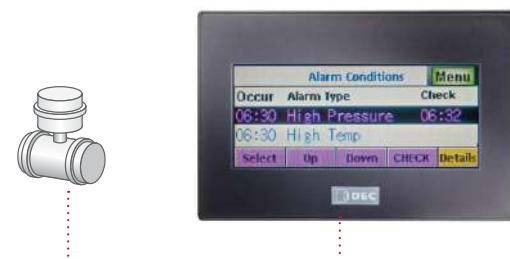 Alarm Conditions Menu
Occur Alarm Type Check
06:30 High Pressure 06:32
06:30 High Temp
Select Up Down CHECK Details
IDEC